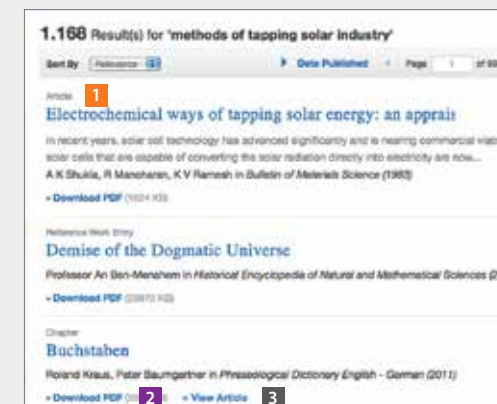 1.168 Result(s) for 'methods of tapping solar industry'
Sort By Relevance Date Published Page 1 of
Article 1
Electrochemical ways of tapping solar energy: an apprais
In recent years, solar cell technology has advanced significantly and is nearing commercial
solar cells that are capable of converting the solar radiation directly into electricity are now...
A K Shukla, R Manoharan, K V Ramesh in Bulletin of Materials Science (1983)
Download PDF (1024 KB)
Reference Work Entry
Demise of the Dogmatic Universe
Professor Ari Ben-Menahem in Historical Encyclopedia of Natural and Mathematical Sciences
Download PDF
Chapter
Buchstaben
Roland Kraus, Peter Baumgartner in Phraseological Dictionary English - German (2011)
Download PDF 2 View Article 3